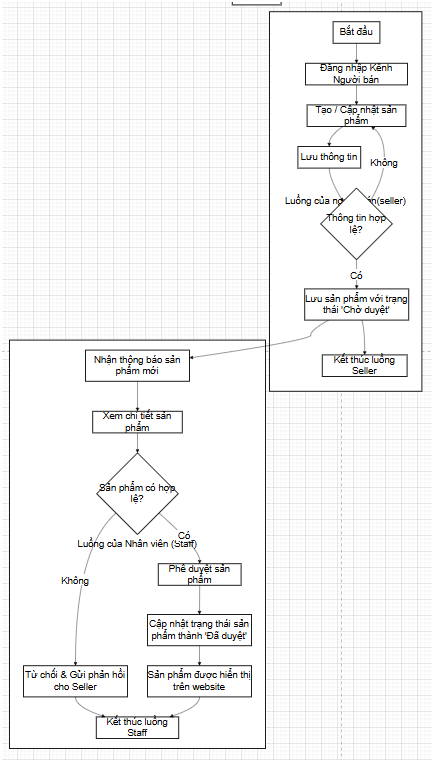 Bắt đầu
Đăng nhập Kênh
Người bán
Tạo / Cập nhật sản
phẩm
Lưu thông tin
Không
Luồng của ng án(seller)
Thông tin hợp
lệ?
Có
Lưu sản phẩm với trạng
thái 'Chờ duyệt'
Kết thúc luồng
Seller
Nhận thông báo sản
phẩm mới
Xem chi tiết sản
phẩm
Sản phẩm có hợp
lệ?
Có
Luồng của Nhân viên (Staff)
Không
Phê duyệt sản
phẩm
Cập nhật trạng thái sản
phẩm thành 'Đã duyệt'
Từ chối & Gửi phản hồi
cho Seller
Sản phẩm được hiển thị
trên website
Kết thúc luồng
Staff